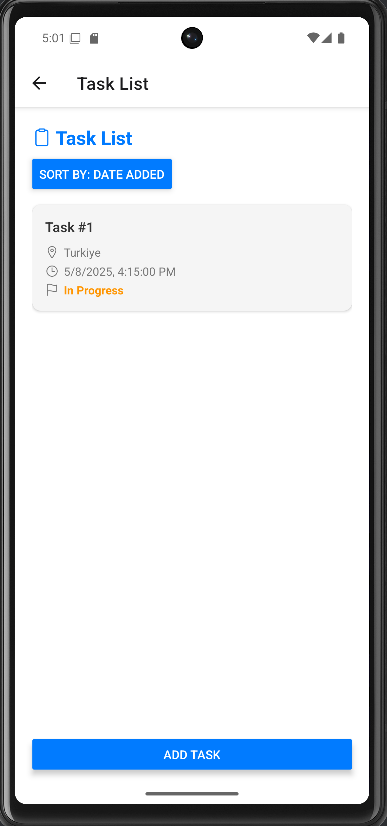 5:01
Task List
Task List
SORT BY: DATE ADDED
Task #1
Turkiye
5/8/2025, 4:15:00 PM
In Progress
ADD TASK